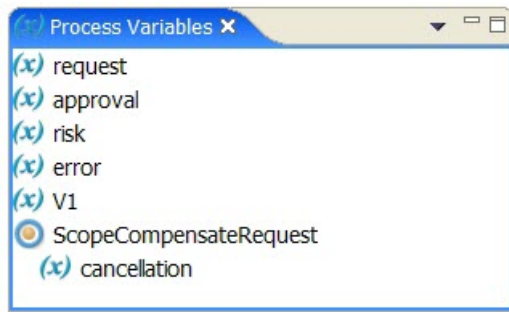 (x) Process Variables
(x) request
(x) approval
(x) risk
(x) error
(x) V1
ScopeCompensateRequest
(x) cancellation